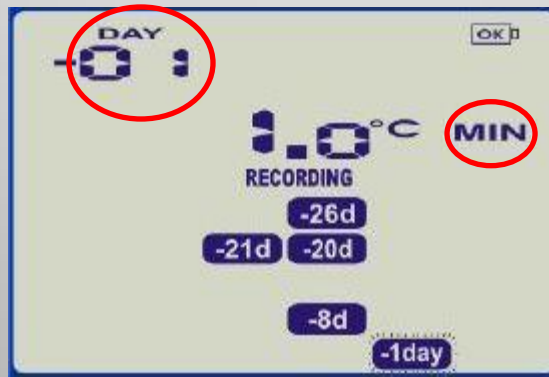 DAY
OK
-01
1.0°C MIN
RECORDING
-26d
-21d -20d
-8d
-1day